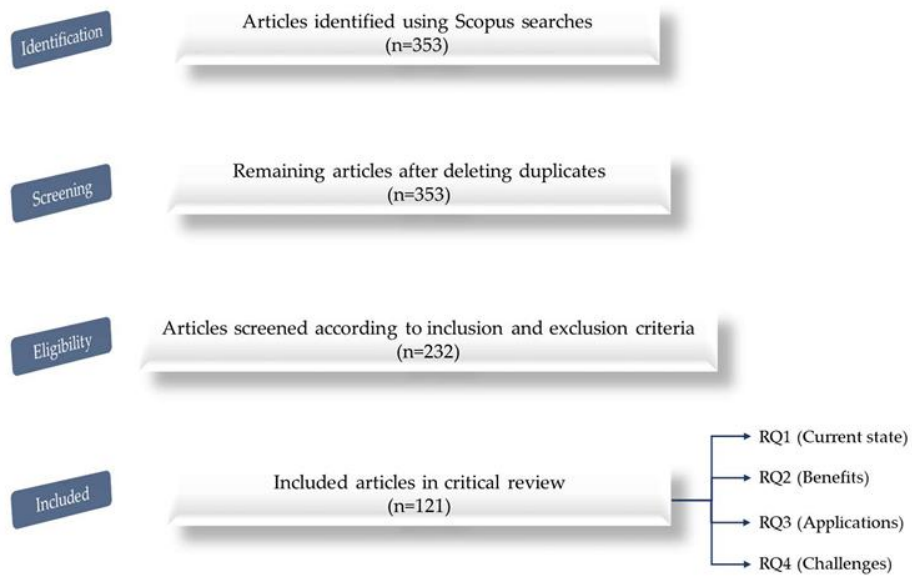 Identification
Articles identified using Scopus searches
(n=353)
Screening
Remaining articles after deleting duplicates
(n=353)
Eligibility
Articles screened according to inclusion and exclusion criteria
(n=232)
Included
Included articles in critical review
(n=121)
RQ1 (Current state)
RQ2 (Benefits)
RQ3 (Applications)
RQ4 (Challenges)